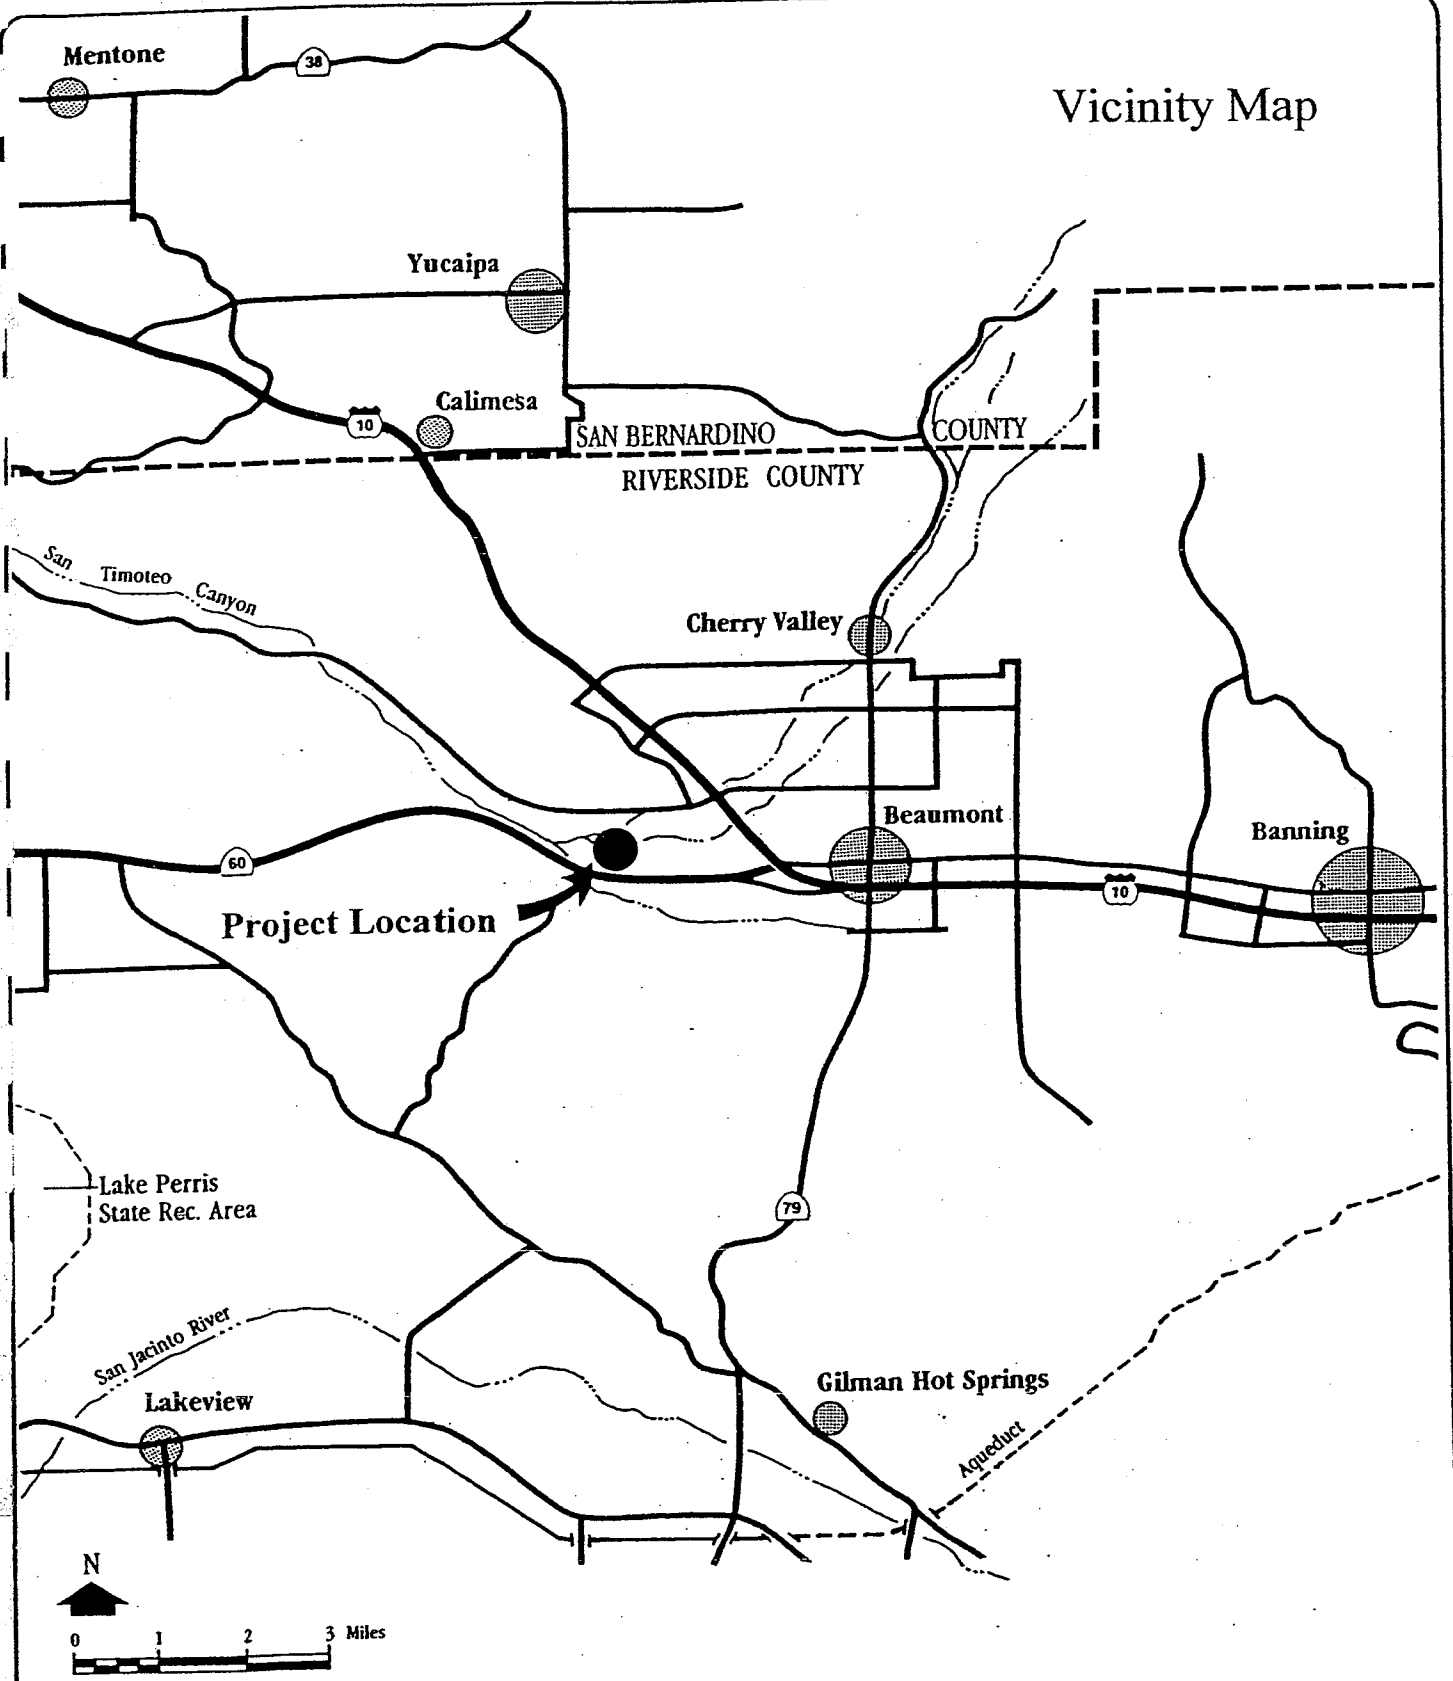 Mentone
38
Vicinity Map
Yucaipa
Calimesa
10
SAN BERNARDINO COUNTY
RIVERSIDE COUNTY
San Timoteo Canyon
Cherry Valley
Beaumont
Banning
60
10
Project Location
Lake Perris
State Rec. Area
79
San Jacinto River
Gilman Hot Springs
Lakeview
Aqueduct
N
0 1 2 3 Miles